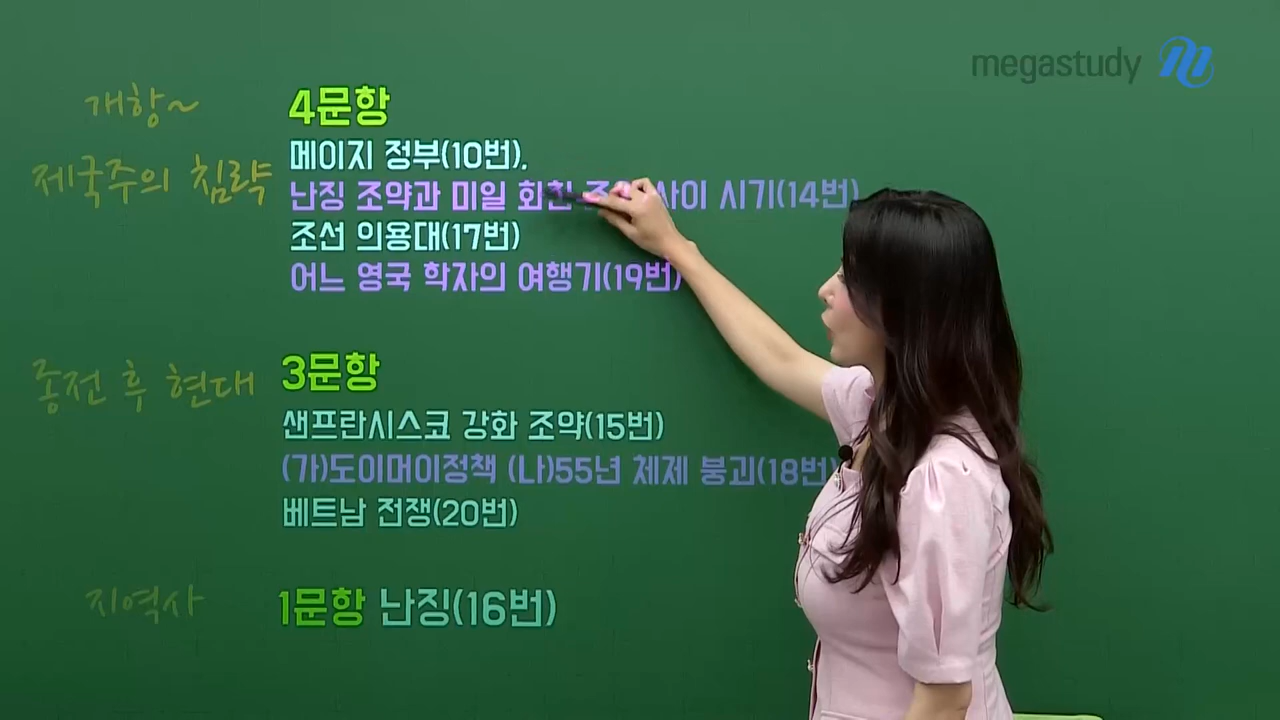 megastudy
개항~
제국주의 침략
4문항
메이지 정부(10번),
난징 조약과 미일 회친 조약 사이 시기(14번)
조선 의용대(17번)
어느 영국 학자의 여행기(19번)
종전 후 현대
3문항
샌프란시스코 강화 조약(15번)
(가)도이머이정책 (나)55년 체제 붕괴(18번)
베트남 전쟁(20번)
지역사
1문항 난징(16번)